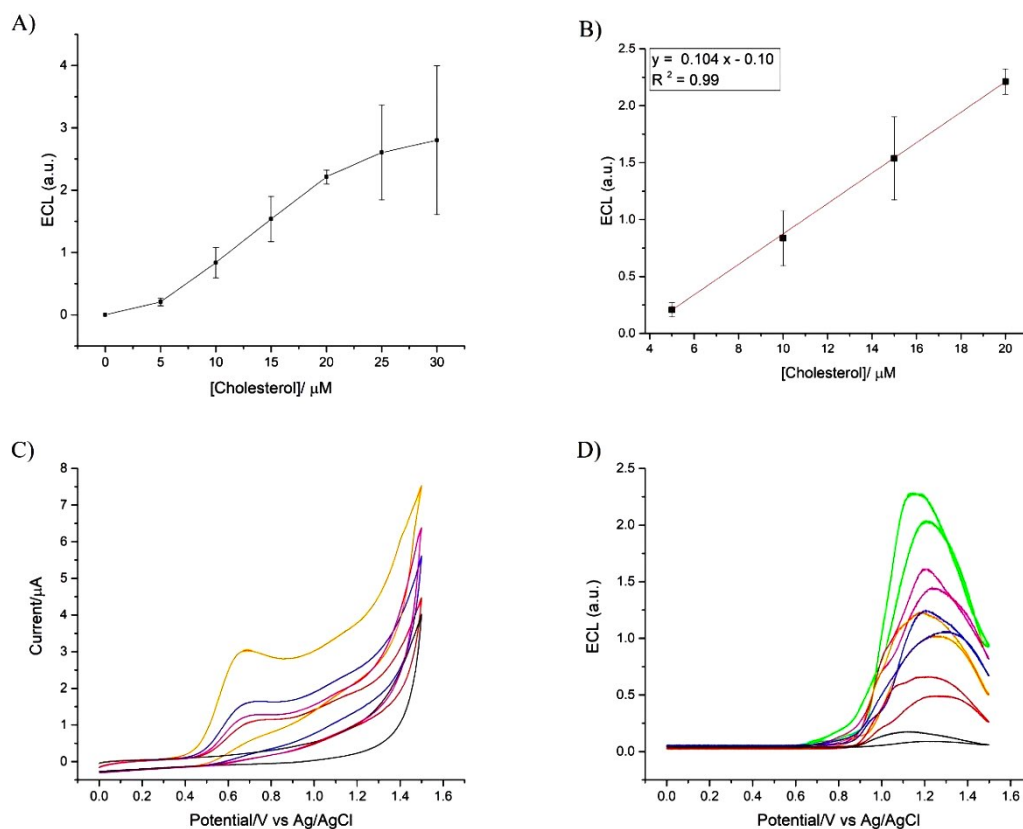 A)
ECL (a.u.)
4
3
2
1
0
0 5 10 15 20 25 30
[Cholesterol]/ μM
B)
y = 0.104 x - 0.10
R 2 = 0.99
ECL (a.u.)
2.5
2.0
1.5
1.0
0.5
0.0
4 6 8 10 12 14 16 18 20
[Cholesterol]/ μM
C)
Current/μA
8
7
6
5
4
3
2
1
0
0.0 0.2 0.4 0.6 0.8 1.0 1.2 1.4 1.6
Potential/V vs Ag/AgCl
D)
ECL (a.u.)
2.5
2.0
1.5
1.0
0.5
0.0
0.0 0.2 0.4 0.6 0.8 1.0 1.2 1.4 1.6
Potential/V vs Ag/AgCl